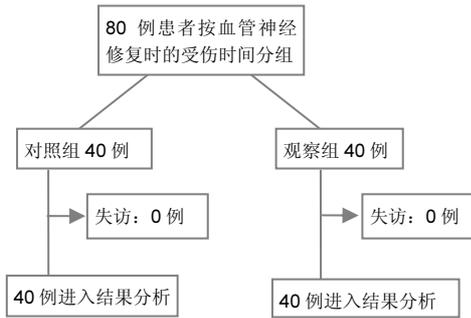 80 例患者按血管神经
修复时的受伤时间分组
对照组 40 例
观察组 40 例
失访：0 例
失访：0 例
40 例进入结果分析
40 例进入结果分析